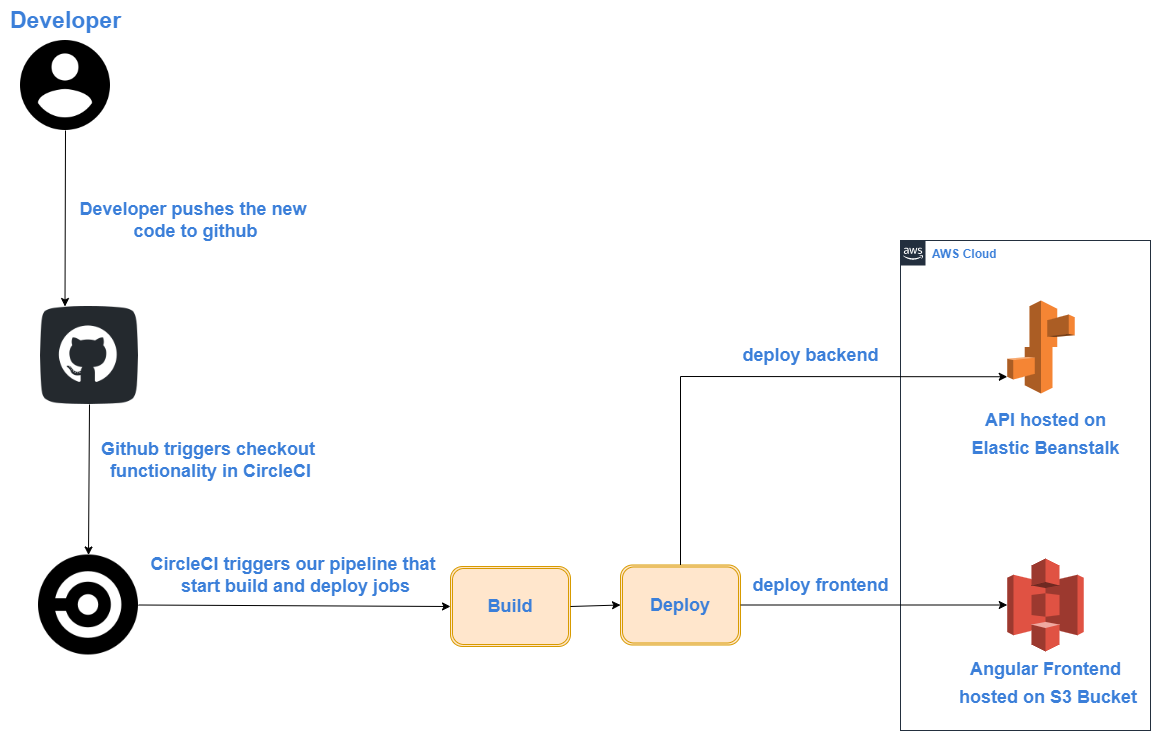 Developer
Developer pushes the new
code to github
aws
AWS Cloud
deploy backend
API hosted on
Elastic Beanstalk
Github triggers checkout
functionality in CircleCI
CircleCI triggers our pipeline that
start build and deploy jobs
Build
Deploy
deploy frontend
Angular Frontend
hosted on S3 Bucket